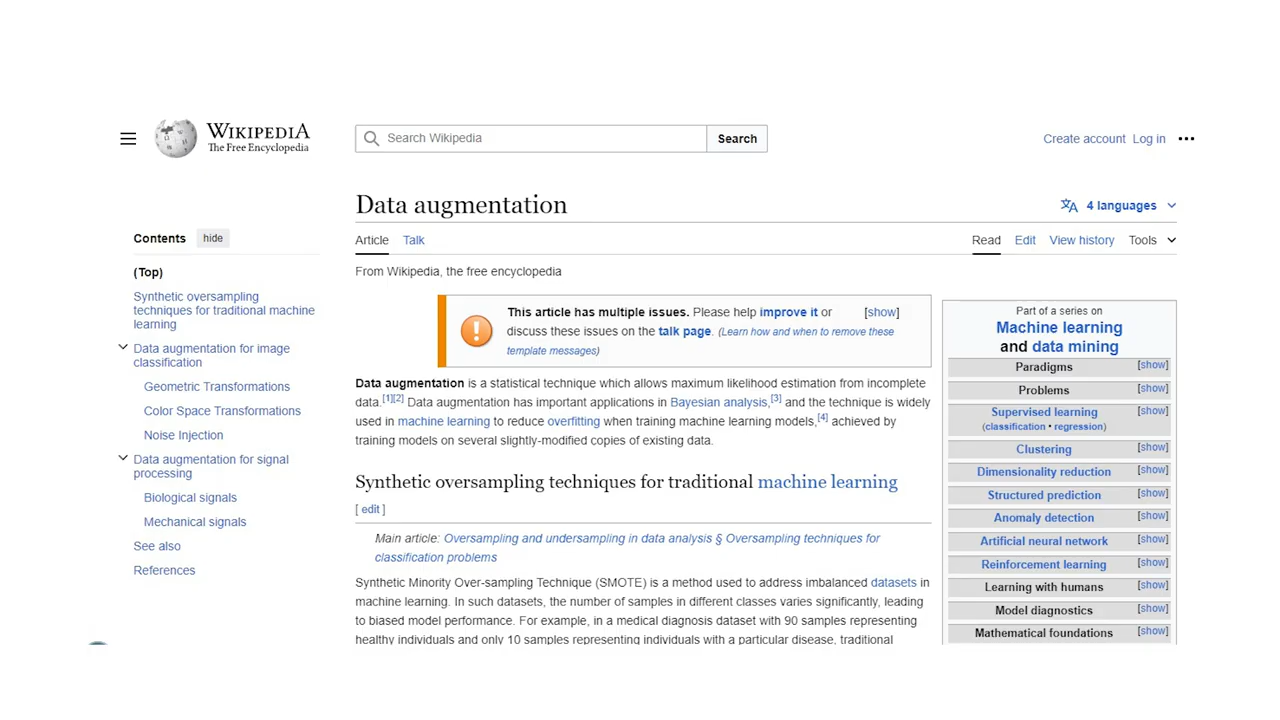 WIKIPEDIA
The Free Encyclopedia
Search Wikipedia
Search
Create account Log in
Contents hide
(Top)
Synthetic oversampling
techniques for traditional machine
learning
Data augmentation for image
classification
Geometric Transformations
Color Space Transformations
Noise Injection
Data augmentation for signal
processing
Biological signals
Mechanical signals
See also
References
Data augmentation
4 languages
Article Talk
Read Edit View history Tools
From Wikipedia, the free encyclopedia
This article has multiple issues. Please help improve it or [show]
discuss these issues on the talk page. (Learn how and when to remove these
template messages)
Data augmentation is a statistical technique which allows maximum likelihood estimation from incomplete
data.[1][2] Data augmentation has important applications in Bayesian analysis,[3] and the technique is widely
used in machine learning to reduce overfitting when training machine learning models,[4] achieved by
training models on several slightly-modified copies of existing data.
Synthetic oversampling techniques for traditional machine learning
[ edit ]
Main article: Oversampling and undersampling in data analysis § Oversampling techniques for
classification problems
Synthetic Minority Over-sampling Technique (SMOTE) is a method used to address imbalanced datasets in
machine learning. In such datasets, the number of samples in different classes varies significantly, leading
to biased model performance. For example, in a medical diagnosis dataset with 90 samples representing
healthy individuals and only 10 samples representing individuals with a particular disease, traditional
Part of a series on
Machine learning
and data mining
Paradigms [show]
Problems [show]
Supervised learning [show]
(classification • regression)
Clustering [show]
Dimensionality reduction [show]
Structured prediction [show]
Anomaly detection [show]
Artificial neural network [show]
Reinforcement learning [show]
Learning with humans [show]
Model diagnostics [show]
Mathematical foundations [show]